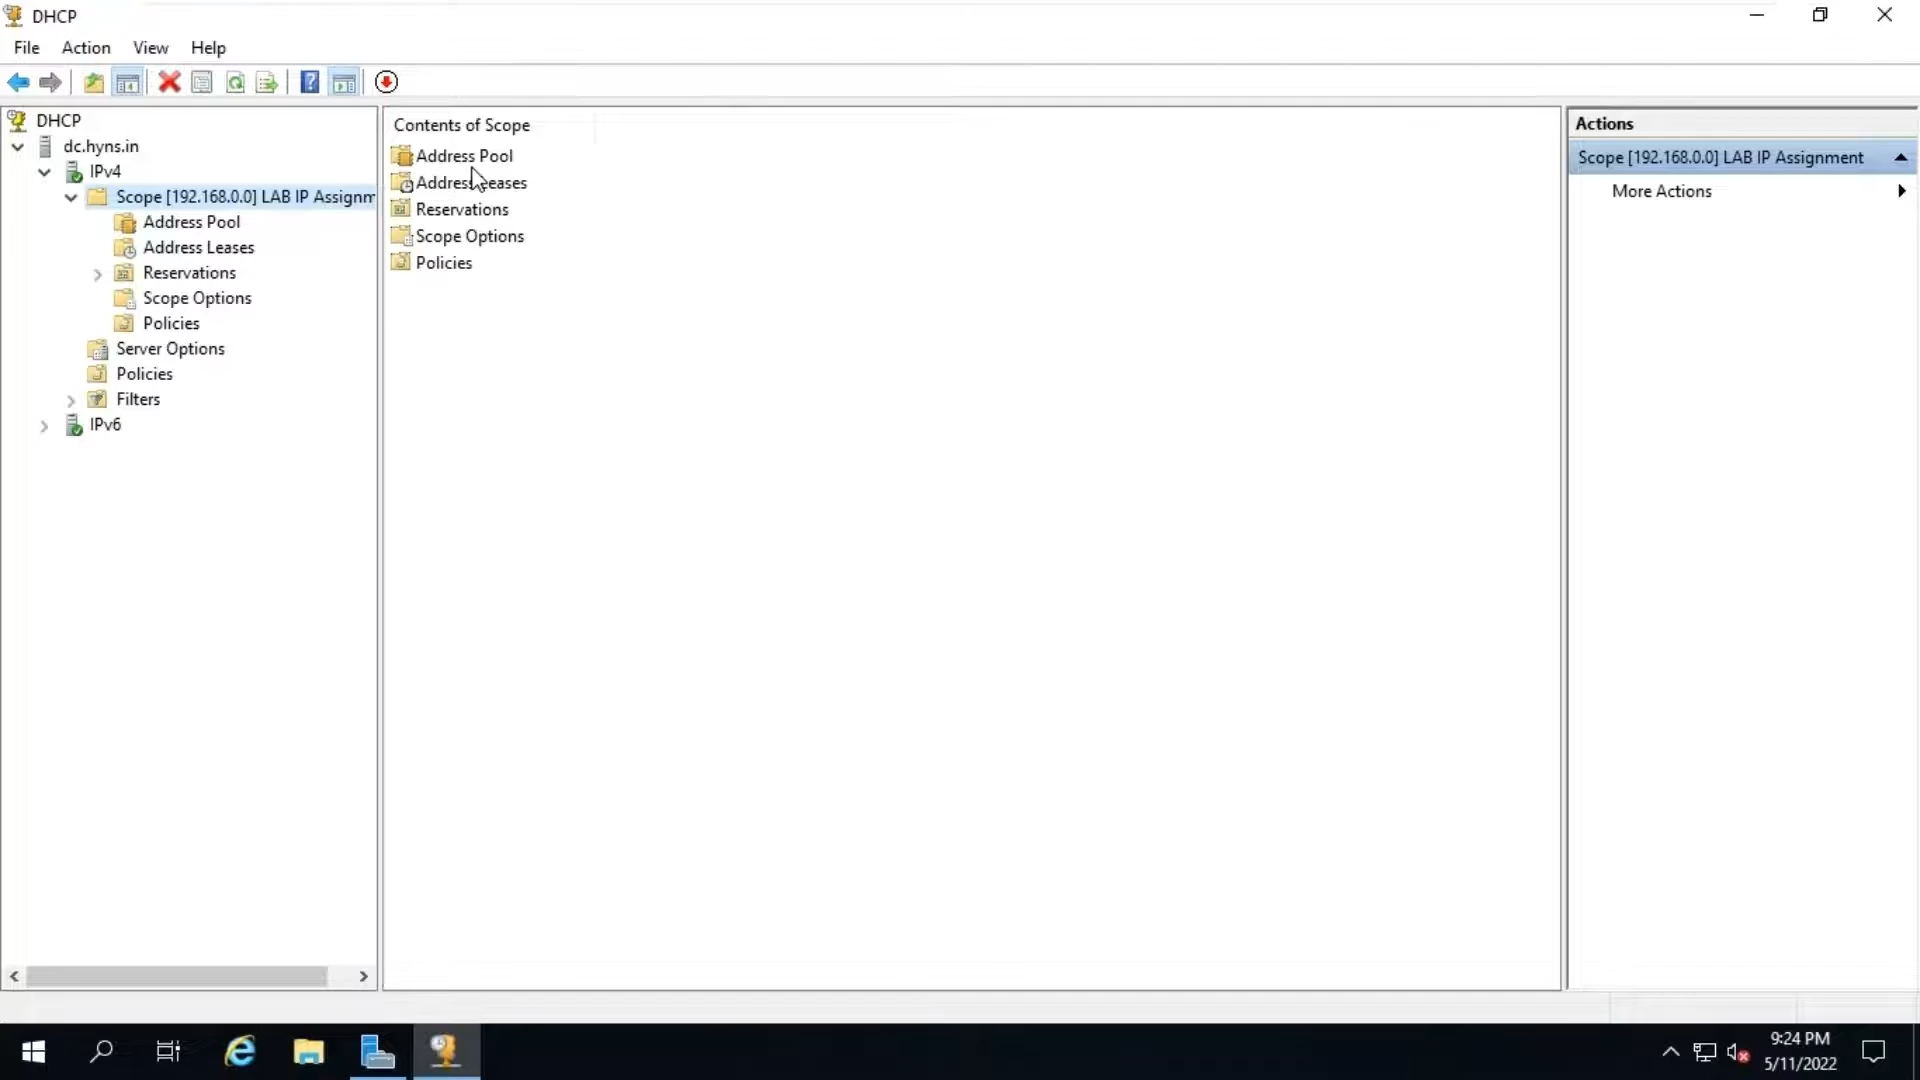 DHCP
File Action View Help
DHCP
dc.hyns.in
IPv4
Scope [192.168.0.0] LAB IP Assignm
Address Pool
Address Leases
Reservations
Scope Options
Policies
Server Options
Policies
Filters
IPv6
Contents of Scope
Address Pool
Address Leases
Reservations
Scope Options
Policies
Actions
Scope [192.168.0.0] LAB IP Assignment
More Actions
9:24 PM
5/11/2022